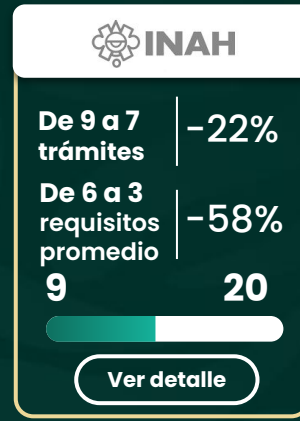 INAH
De 9 a 7
trámites
-22%
De 6 a 3
requisitos
promedio
-58%
9 20
Ver detalle